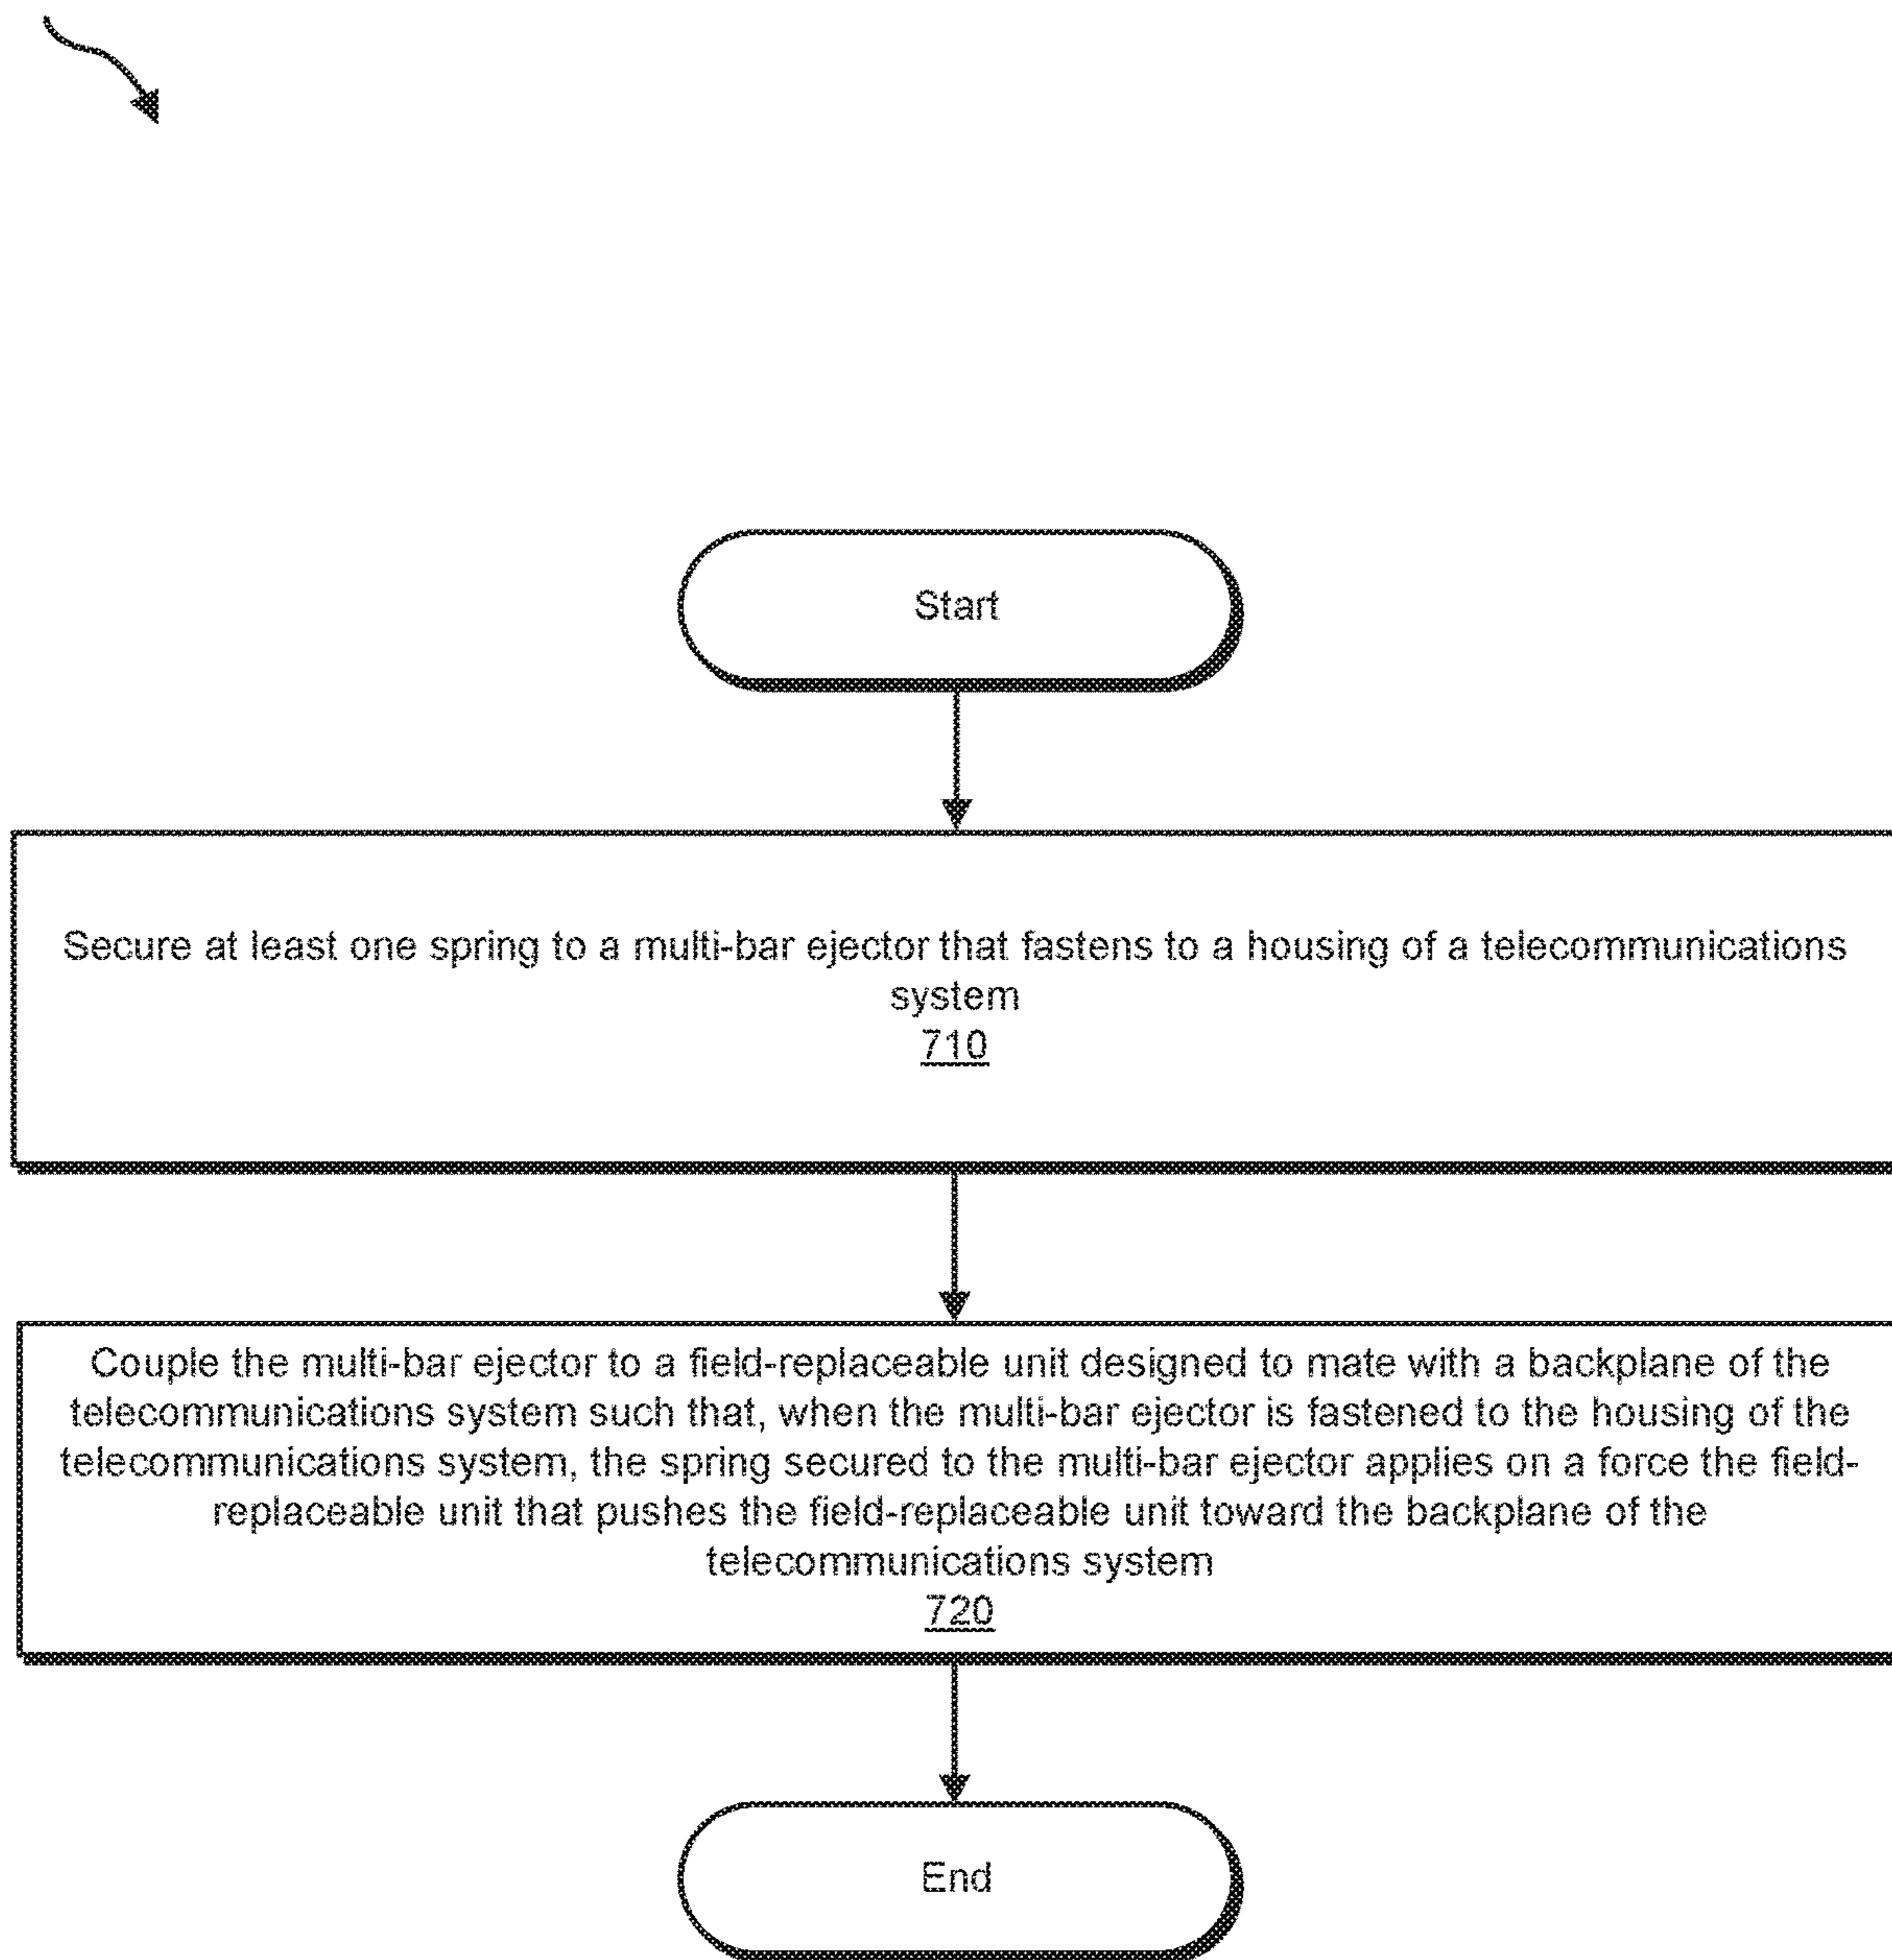 Start
Secure at least one spring to a multi-bar ejector that fastens to a housing of a telecommunications
system
710
Couple the multi-bar ejector to a field-replaceable unit designed to mate with a backplane of the
telecommunications system such that, when the multi-bar ejector is fastened to the housing of the
telecommunications system, the spring secured to the multi-bar ejector applies on a force the field-
replaceable unit that pushes the field-replaceable unit toward the backplane of the
telecommunications system
720
End